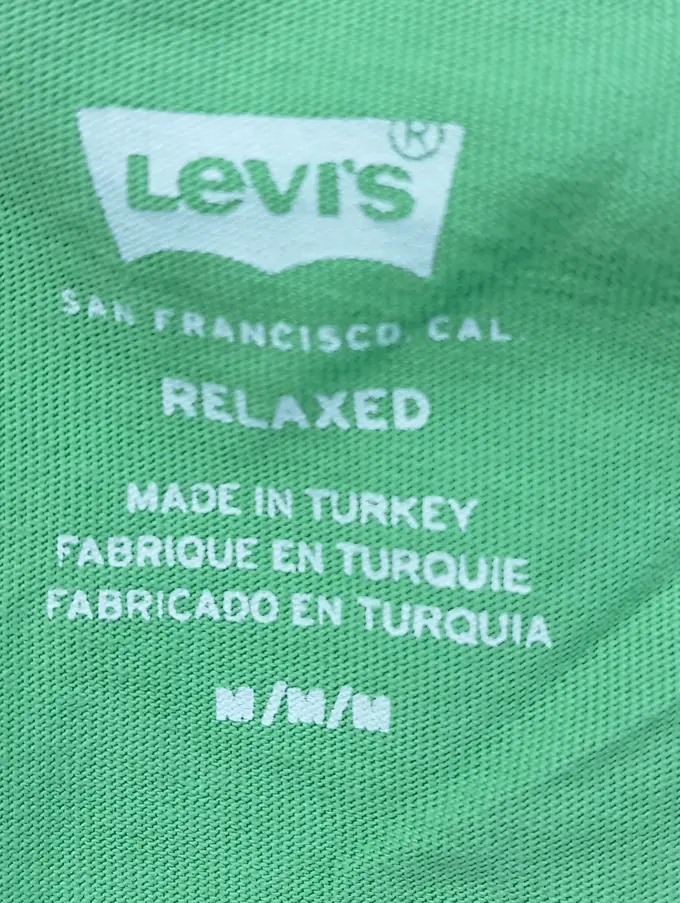 Levi's ®
SAN FRANCISCO, CAL.
RELAXED
MADE IN TURKEY
FABRIQUE EN TURQUIE
FABRICADO EN TURQUIA
M/M/M